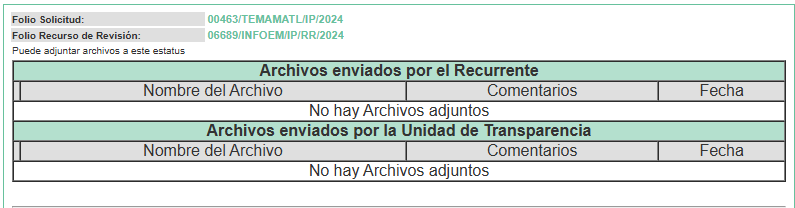 Folio Solicitud: 00463/TEMAMATL/IP/2024
Folio Recurso de Revisión: 06689/INFOEM/IP/RR/2024
Puede adjuntar archivos a este estatus
Archivos enviados por el Recurrente
Nombre del Archivo Comentarios Fecha
No hay Archivos adjuntos
Archivos enviados por la Unidad de Transparencia
Nombre del Archivo Comentarios Fecha
No hay Archivos adjuntos